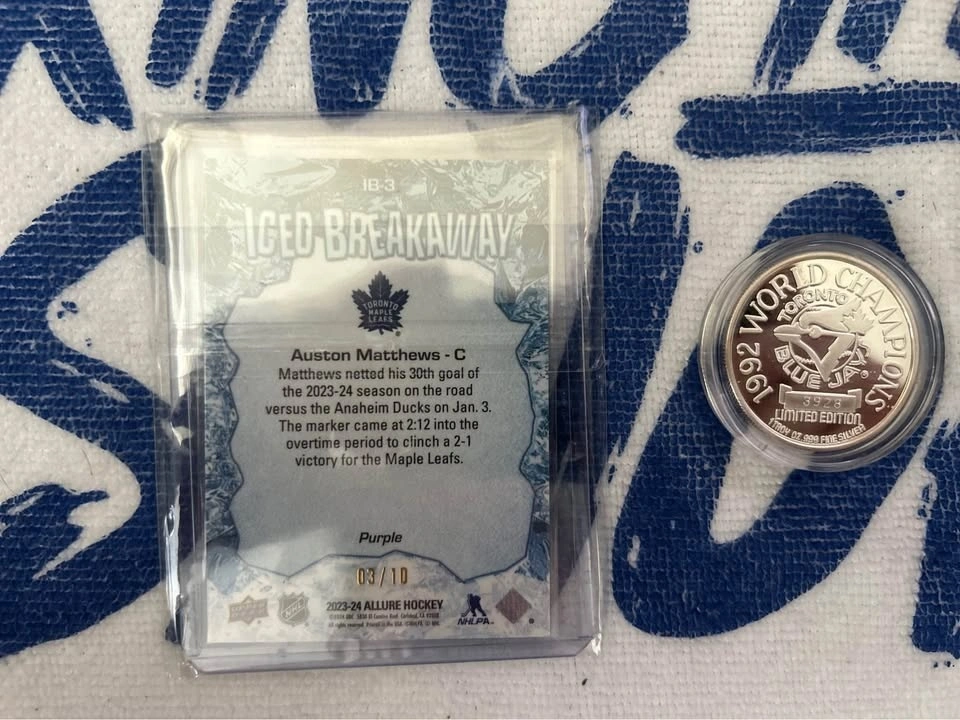 IB-3
ICED BREAKAWAY
TORONTO
MAPLE
LEAFS
Auston Matthews - C
Matthews netted his 30th goal of
the 2023-24 season on the road
versus the Anaheim Ducks on Jan. 3.
The marker came at 2:12 into the
overtime period to clinch a 2-1
victory for the Maple Leafs.
Purple
03/10
UPPER DECK
NHL
2023-24 ALLURE HOCKEY
NHLPA
1992 WORLD CHAMPIONS
TORONTO
BLUE JAYS
3928
LIMITED EDITION
1 TROY OZ. .999 FINE SILVER